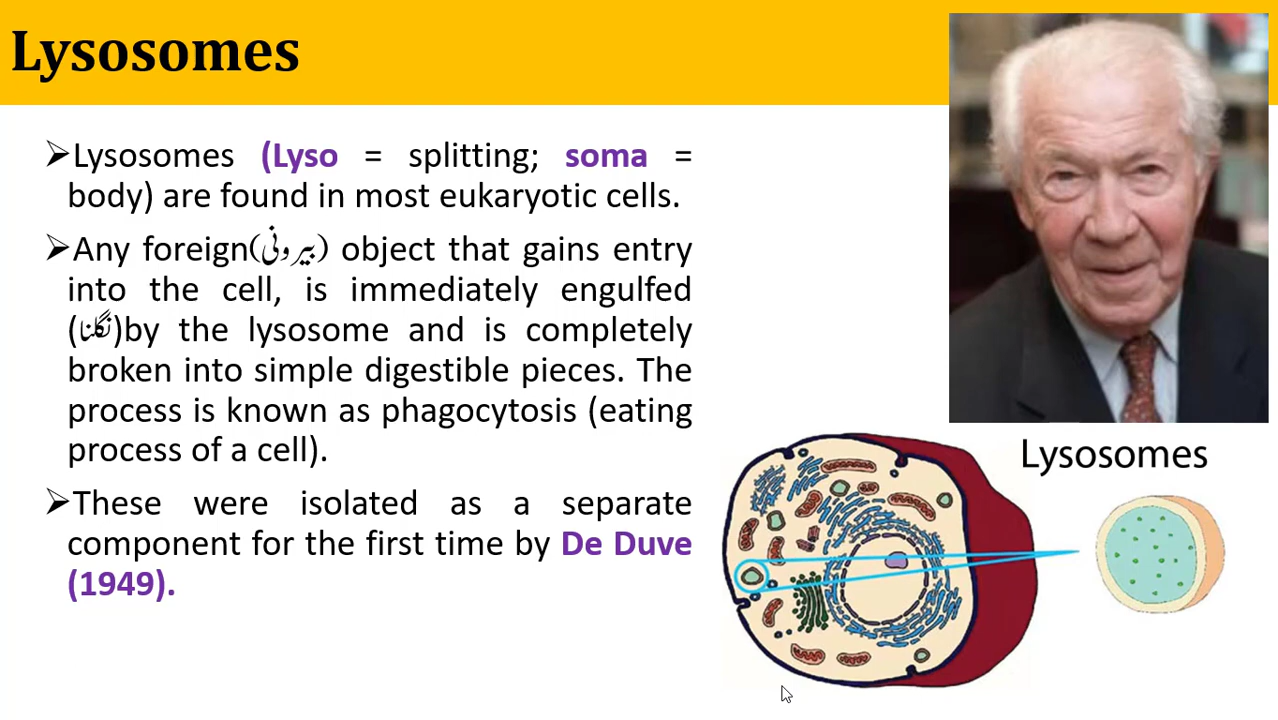 Lysosomes
➢Lysosomes (Lyso = splitting; soma =
body) are found in most eukaryotic cells.
➢Any foreign(بیرونی) object that gains entry
into the cell, is immediately engulfed
(نگلنا)by the lysosome and is completely
broken into simple digestible pieces. The
process is known as phagocytosis (eating
process of a cell).
➢These were isolated as a separate
component for the first time by De Duve
(1949).
Lysosomes